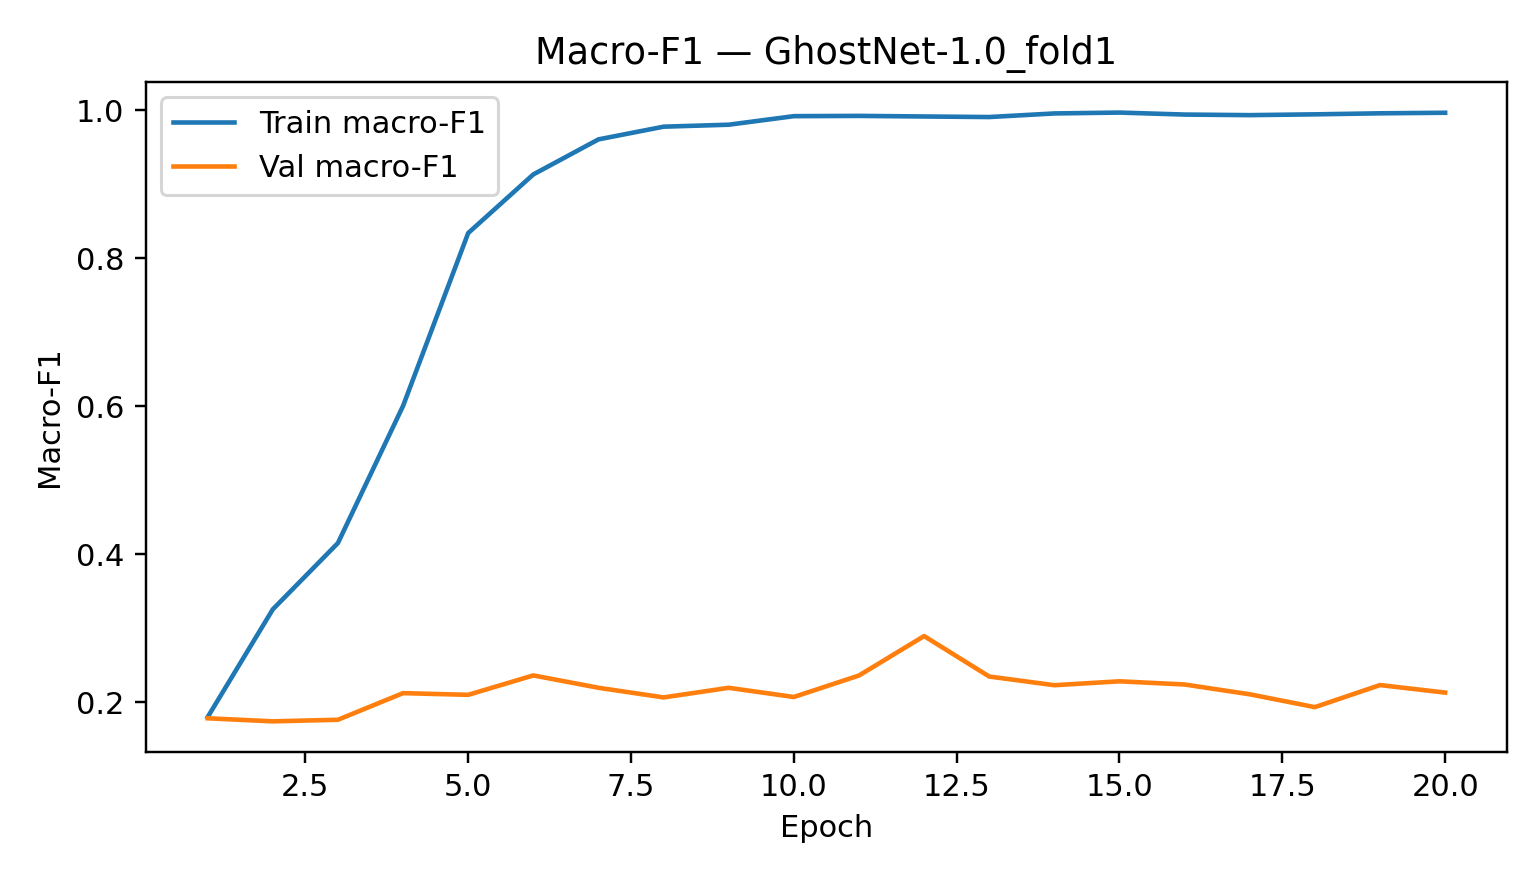 Macro-F1 — GhostNet-1.0_fold1
Train macro-F1
Val macro-F1
1.0
0.8
0.6
0.4
0.2
Macro-F1
2.5 5.0 7.5 10.0 12.5 15.0 17.5 20.0
Epoch